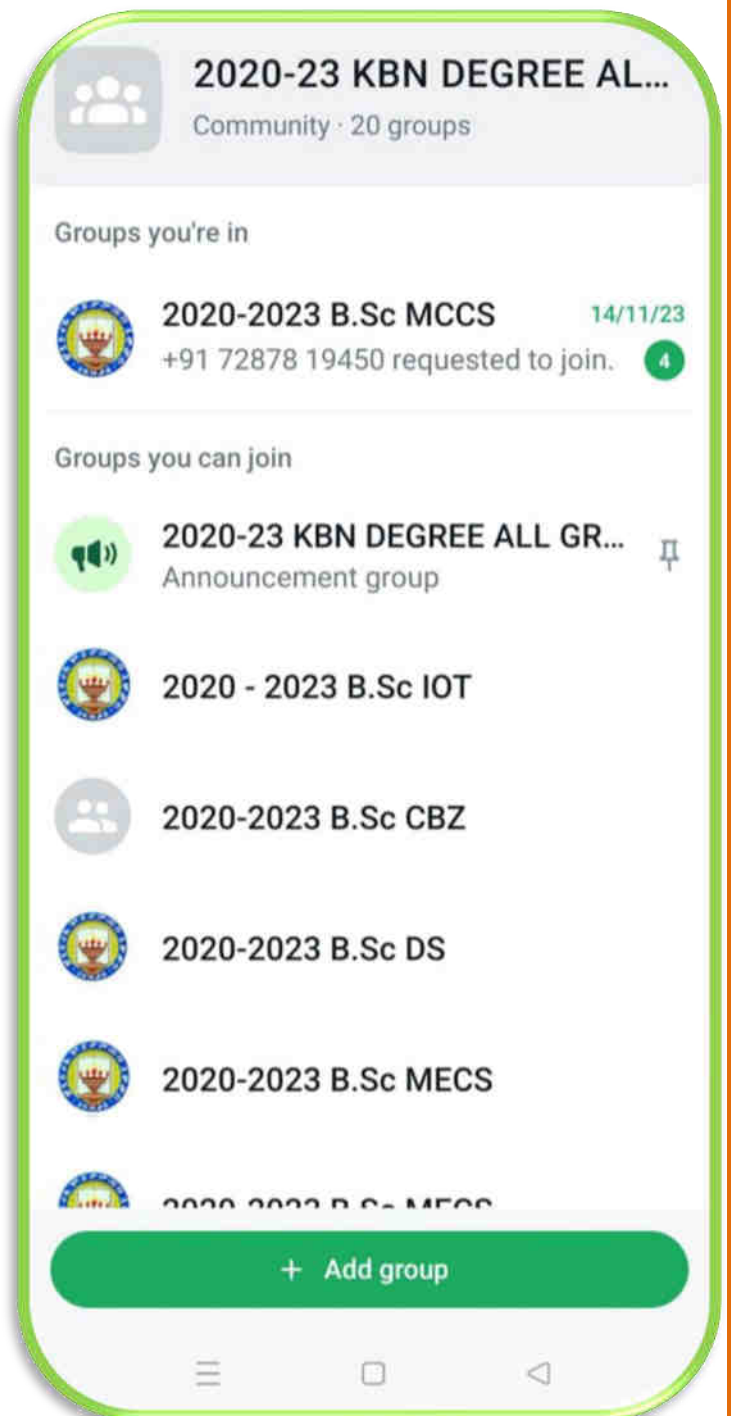 2020-23 KBN DEGREE AL...
Community · 20 groups
Groups you're in
2020-2023 B.Sc MCCS 14/11/23
+91 72878 19450 requested to join. 4
Groups you can join
2020-23 KBN DEGREE ALL GR...
Announcement group
2020 - 2023 B.Sc IOT
2020-2023 B.Sc CBZ
2020-2023 B.Sc DS
2020-2023 B.Sc MECS
+ Add group